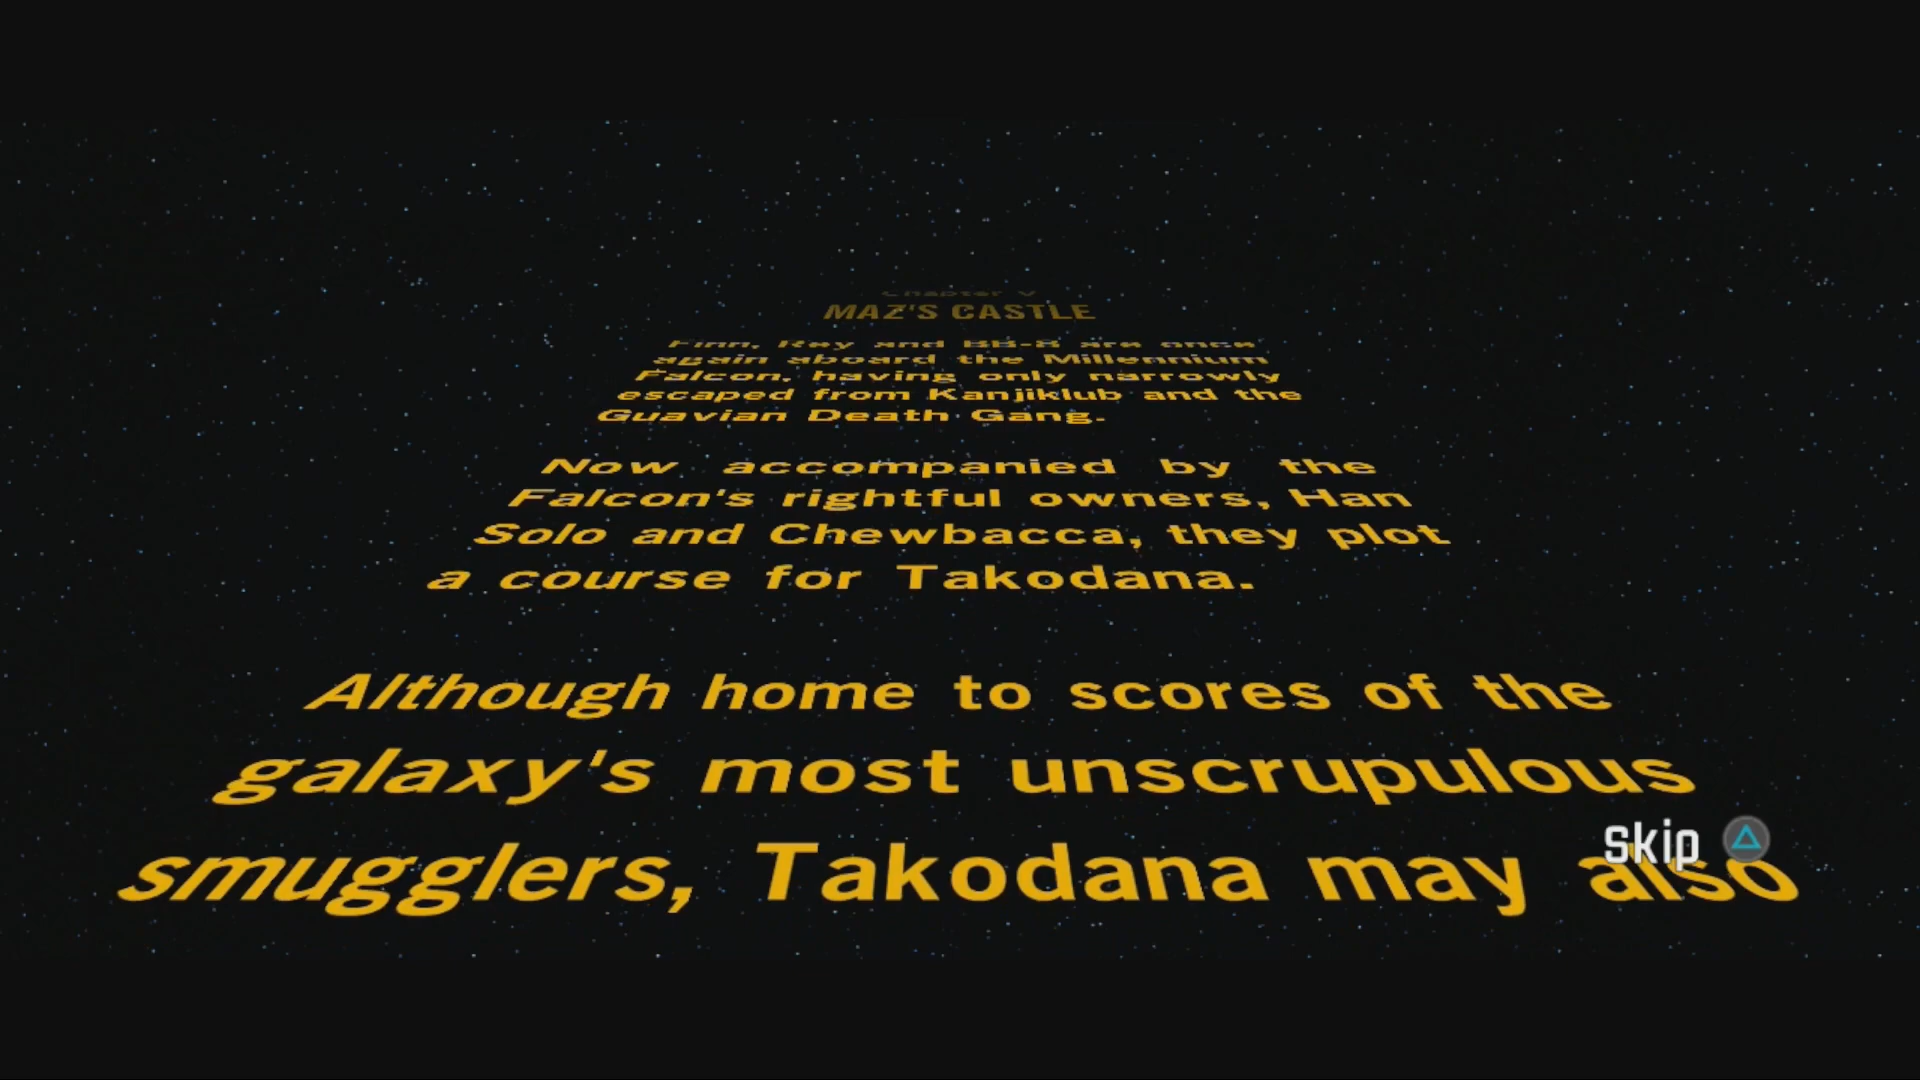 Chapter V
MAZ'S CASTLE
Finn, Rey and BB-8 are once
again aboard the Millennium
Falcon, having only narrowly
escaped from Kanjiklub and the
Guavian Death Gang.
Now accompanied by the
Falcon's rightful owners, Han
Solo and Chewbacca, they plot
a course for Takodana.
Although home to scores of the
galaxy's most unscrupulous
smugglers, Takodana may also
Skip